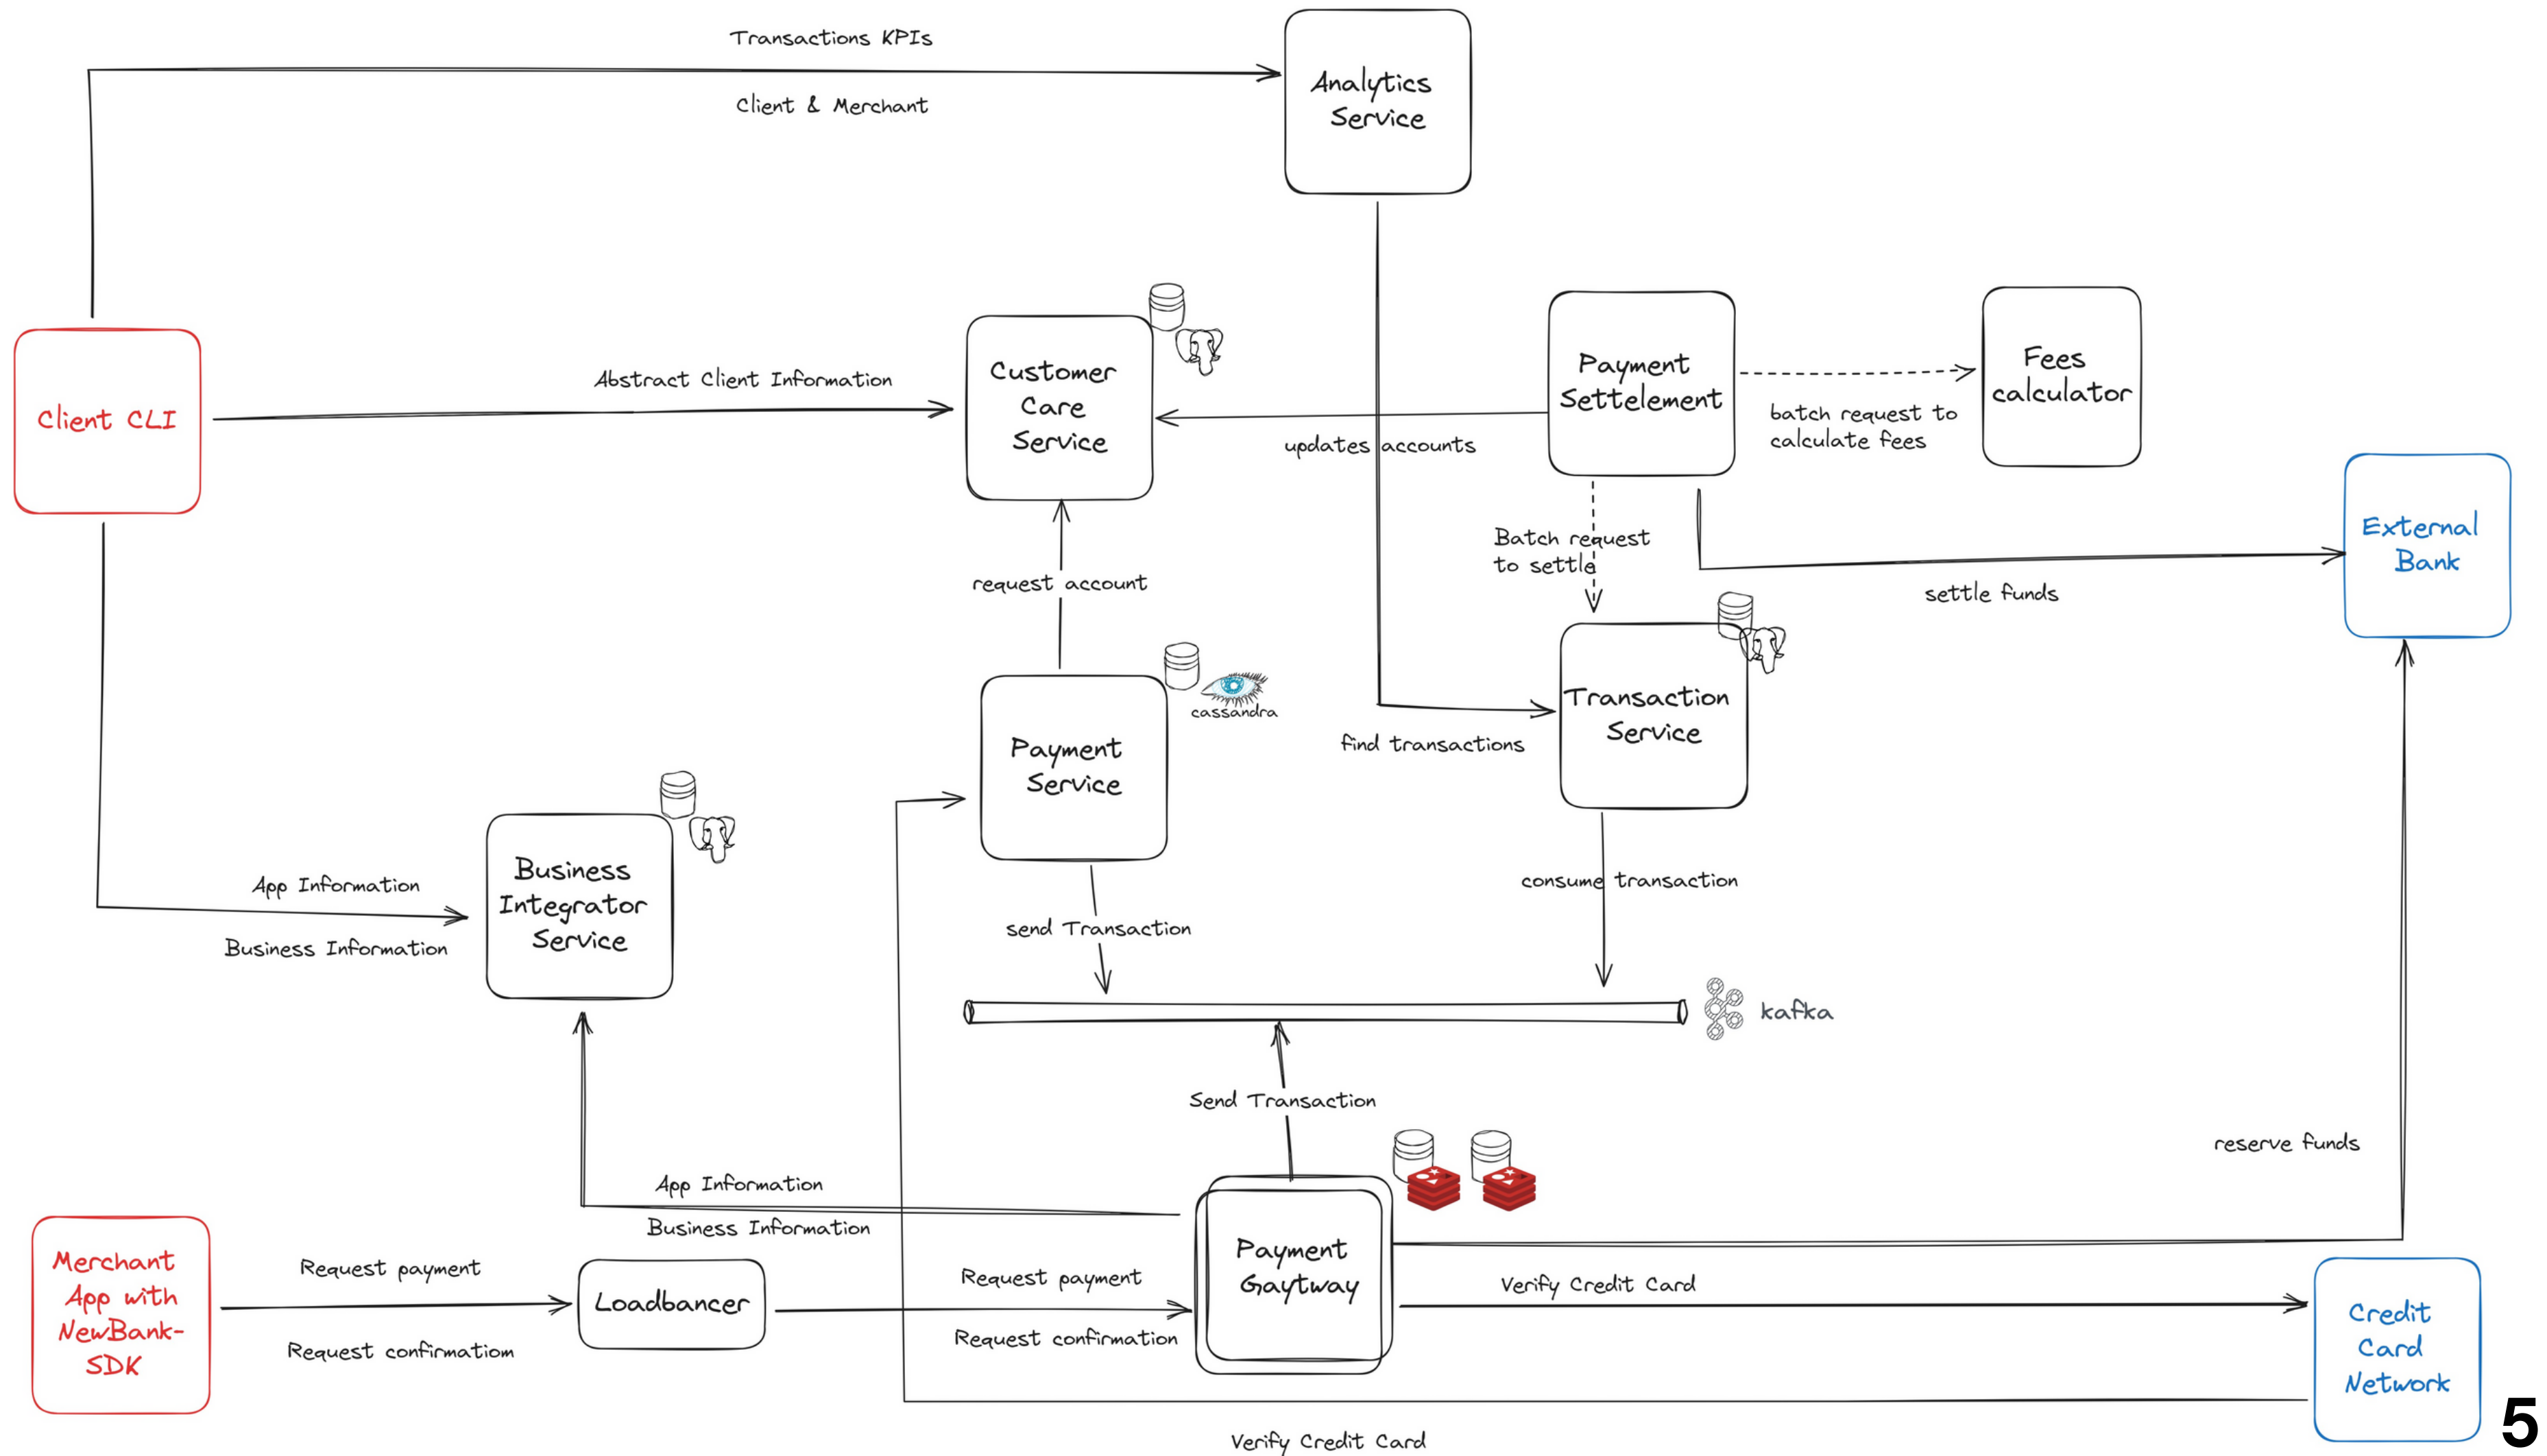 Transactions KPIs
Client & Merchant
Analytics
Service
Client CLI
Abstract Client Information
Customer
Care
Service
updates accounts
Payment
Settelement
batch request to
calculate fees
Fees
calculator
External
Bank
Batch request
to settle
settle funds
request account
cassandra
Payment
Service
find transactions
Transaction
Service
App Information
Business Information
Business
Integrator
Service
send Transaction
consume transaction
kafka
Send Transaction
reserve funds
App Information
Business Information
Merchant
App with
NewBank-
SDK
Request payment
Request confirmatiom
Loadbancer
Request payment
Request confirmation
Payment
Gaytway
Verify Credit Card
Credit
Card
Network
Verify Credit Card
5